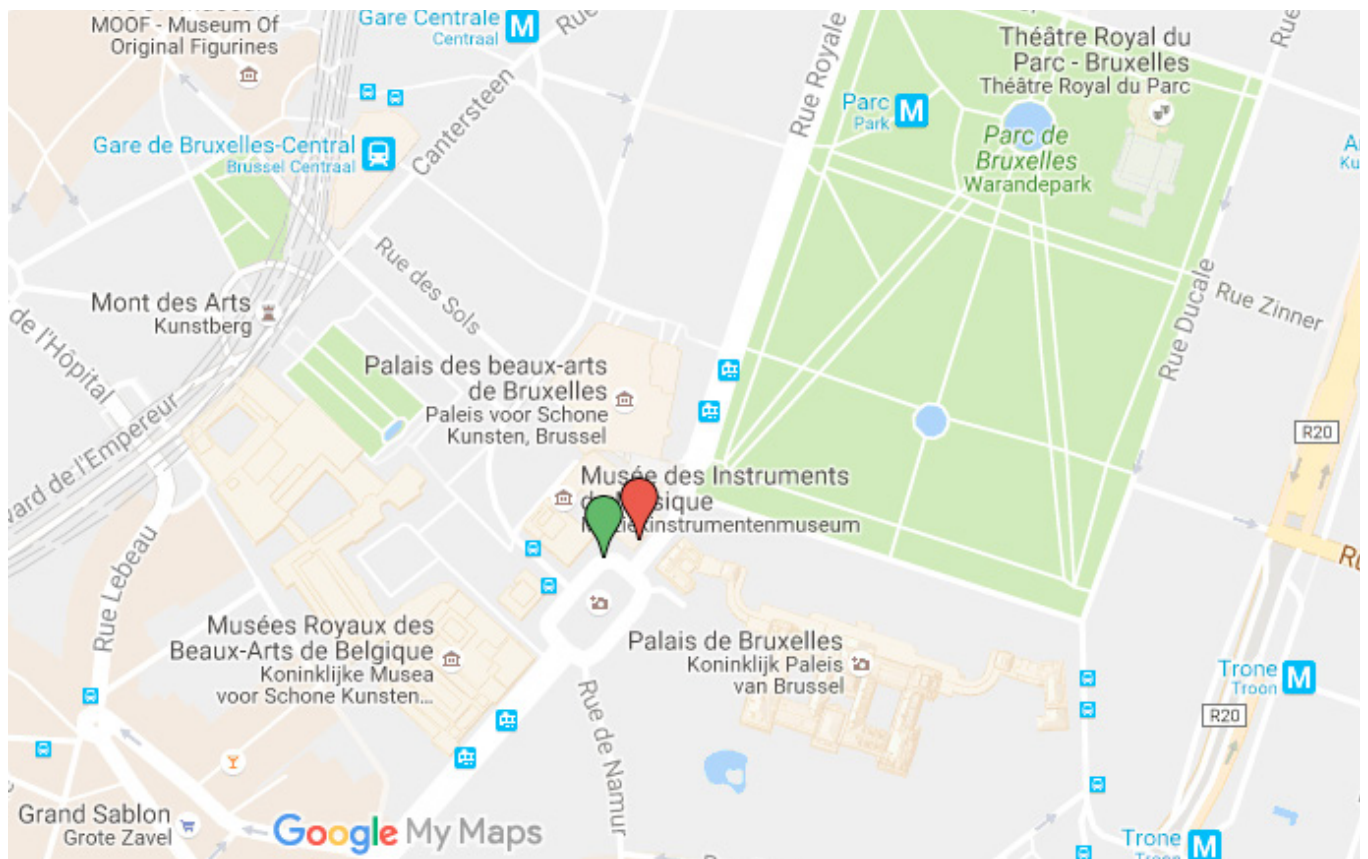 MOOF - Museum Of
Original Figurines
Gare Centrale
Centraal
M
Rue
Cantersteen
Rue Royale
Théâtre Royal du
Parc - Bruxelles
Théâtre Royal du Parc
Rue
Parc
Park
M
Parc de
Bruxelles
Warandepark
Gare de Bruxelles-Central
Brussel Centraal
Rue des Sols
Mont des Arts
Kunstberg
de l'Hôpital
Rue Ducale
Rue Zinner
Palais des beaux-arts
de Bruxelles
Paleis voor Schone
Kunsten, Brussel
R20
vard de l'Empereur
Musée des Instruments
Rue Lebeau
Musées Royaux des
Beaux-Arts de Belgique
Koninklijke Musea
voor Schone Kunsten...
Palais de Bruxelles
Koninklijk Paleis
van Brussel
Rue de Namur
Trone
Troon
M
R20
Grand Sablon
Grote Zavel
Google My Maps
Trone
M